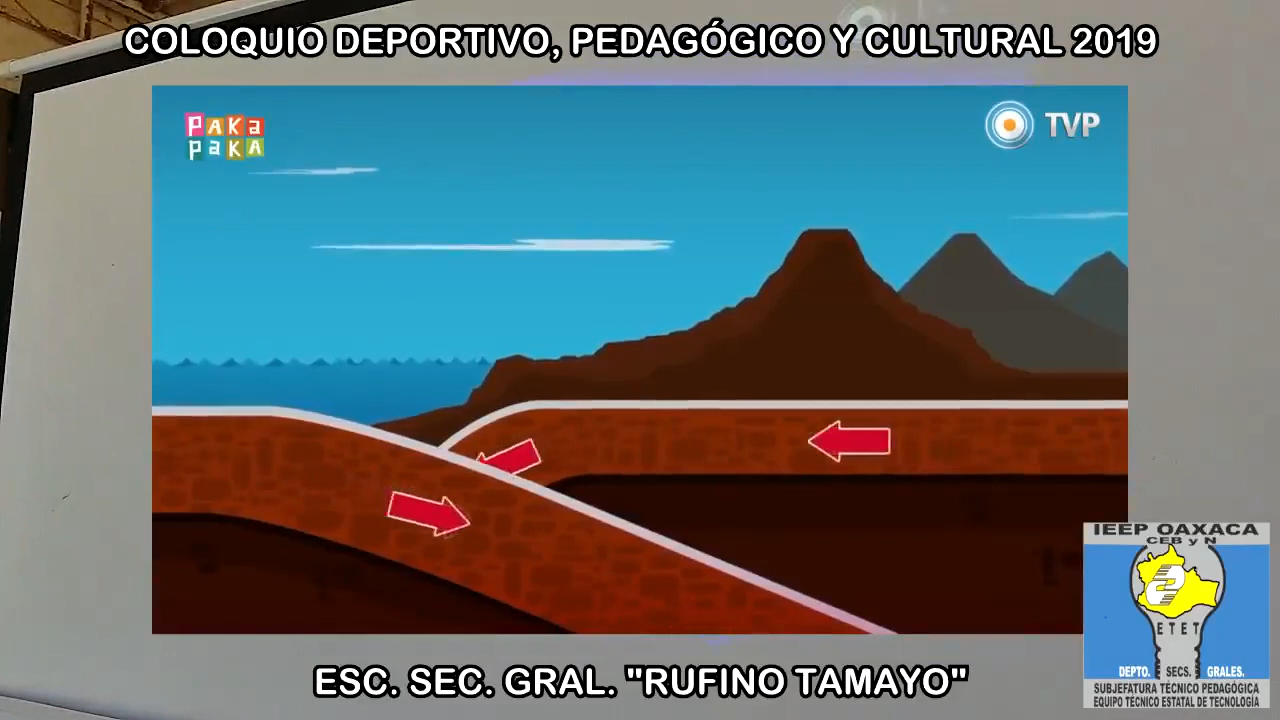 COLOQUIO DEPORTIVO, PEDAGÓGICO Y CULTURAL 2019
PAKA
PAKA
TVP
IEEP OAXACA
CEB y N
E T E T
DEPTO. SECS. GRALES.
SUBJEFATURA TÉCNICO PEDAGÓGICA
EQUIPO TÉCNICO ESTATAL DE TECNOLOGÍA
ESC. SEC. GRAL. "RUFINO TAMAYO"